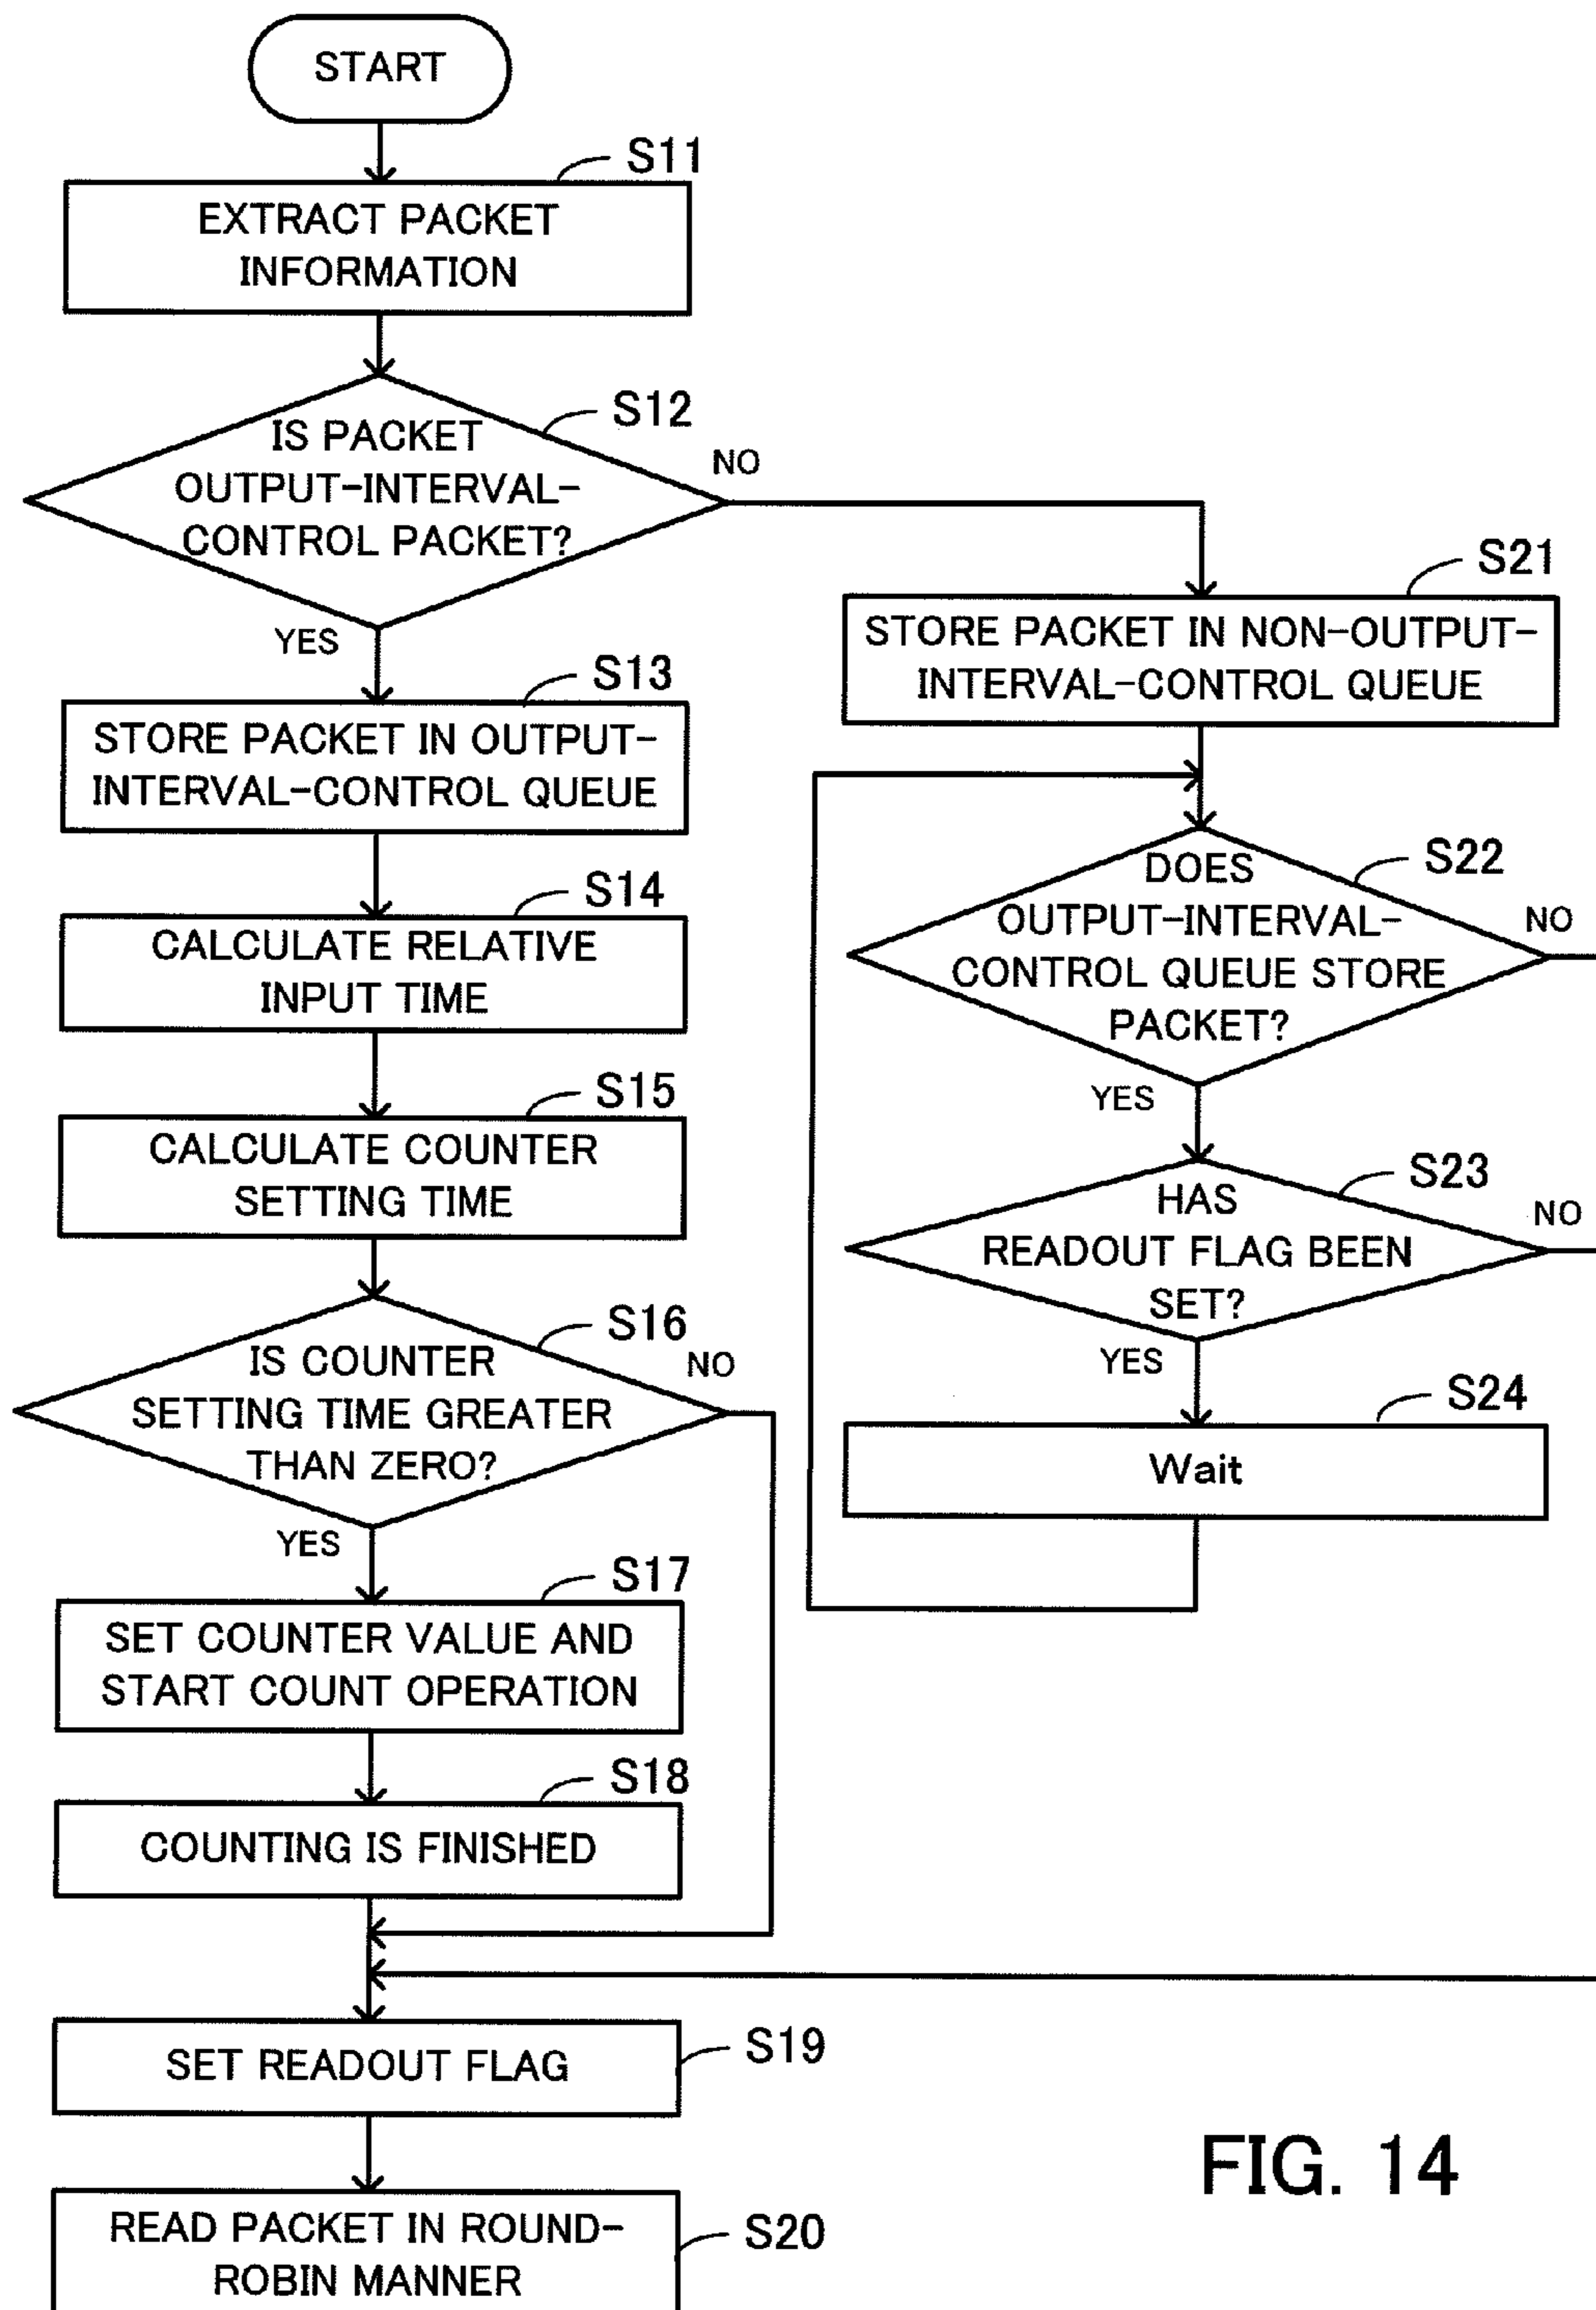 START
S11
EXTRACT PACKET
INFORMATION
S12
IS PACKET
OUTPUT-INTERVAL-
CONTROL PACKET?
NO
YES
S13
STORE PACKET IN OUTPUT-
INTERVAL-CONTROL QUEUE
S14
CALCULATE RELATIVE
INPUT TIME
S15
CALCULATE COUNTER
SETTING TIME
S16
IS COUNTER
SETTING TIME GREATER
THAN ZERO?
NO
YES
S17
SET COUNTER VALUE AND
START COUNT OPERATION
S18
COUNTING IS FINISHED
SET READOUT FLAG
S19
READ PACKET IN ROUND-
ROBIN MANNER
S20
S21
STORE PACKET IN NON-OUTPUT-
INTERVAL-CONTROL QUEUE
S22
DOES
OUTPUT-INTERVAL-
CONTROL QUEUE STORE
PACKET?
NO
YES
S23
HAS
READOUT FLAG BEEN
SET?
NO
YES
S24
Wait
FIG. 14